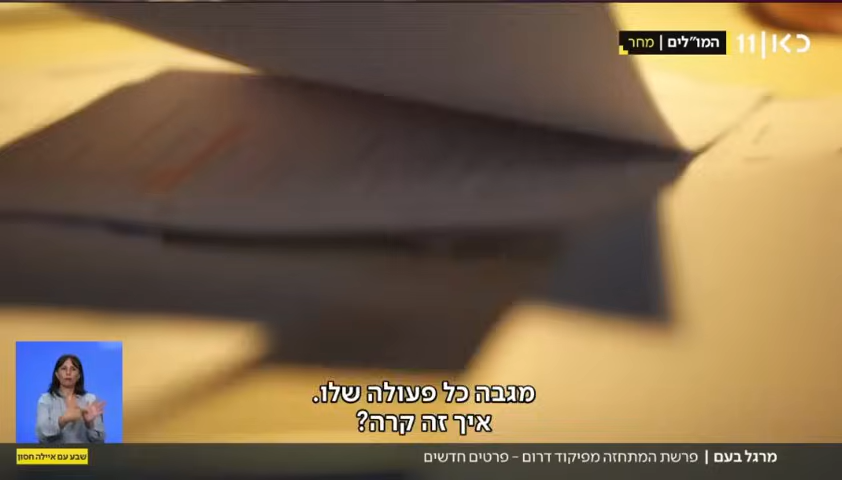 כאן|11
המו"לים | מחר
מגבה כל פעולה שלו.
איך זה קרה?
מרגל בעם | פרשת המתחזה מפיקוד דרום - פרטים חדשים
שבע עם איילה חסון